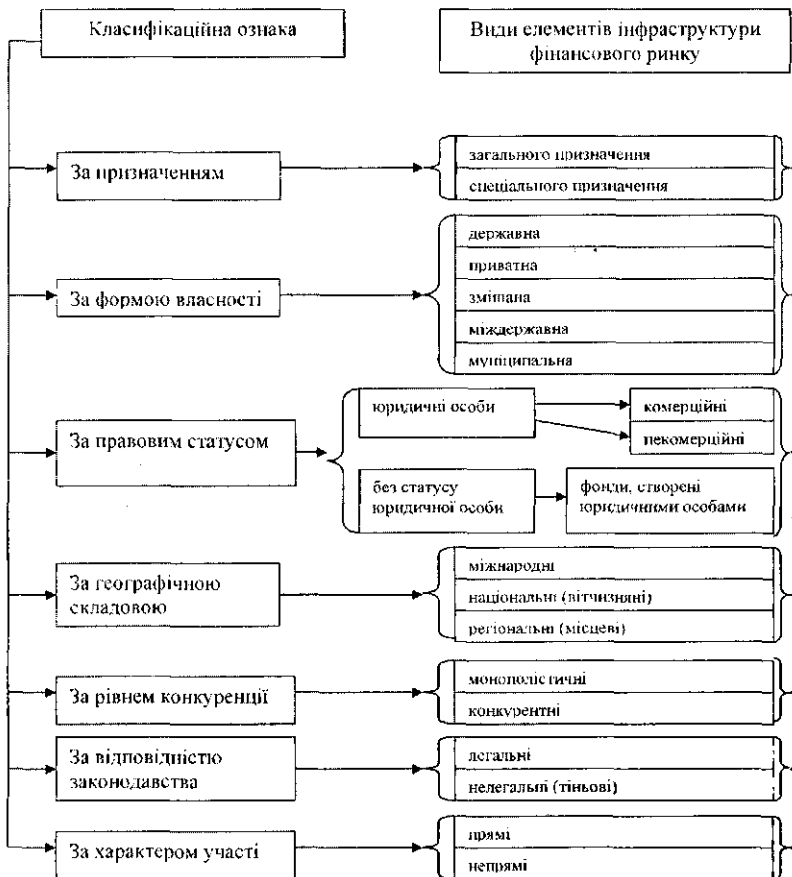 Класифікаційна ознака
Види елементів інфраструктури
фінансового ринку
За призначенням
загального призначення
спеціального призначення
За формою власності
державна
приватна
змішана
міждержавна
муніципальна
За правовим статусом
юридичні особи
комерційні
некомерційні
без статусу
юридичної особи
фонди, створені
юридичними особами
За географічною
складовою
міжнародні
національні (вітчизняні)
регіональні (місцеві)
За рівнем конкуренції
монополістичні
конкурентні
За відповідністю
законодавства
легальні
нелегальні (тіньові)
За характером участі
прямі
непрямі